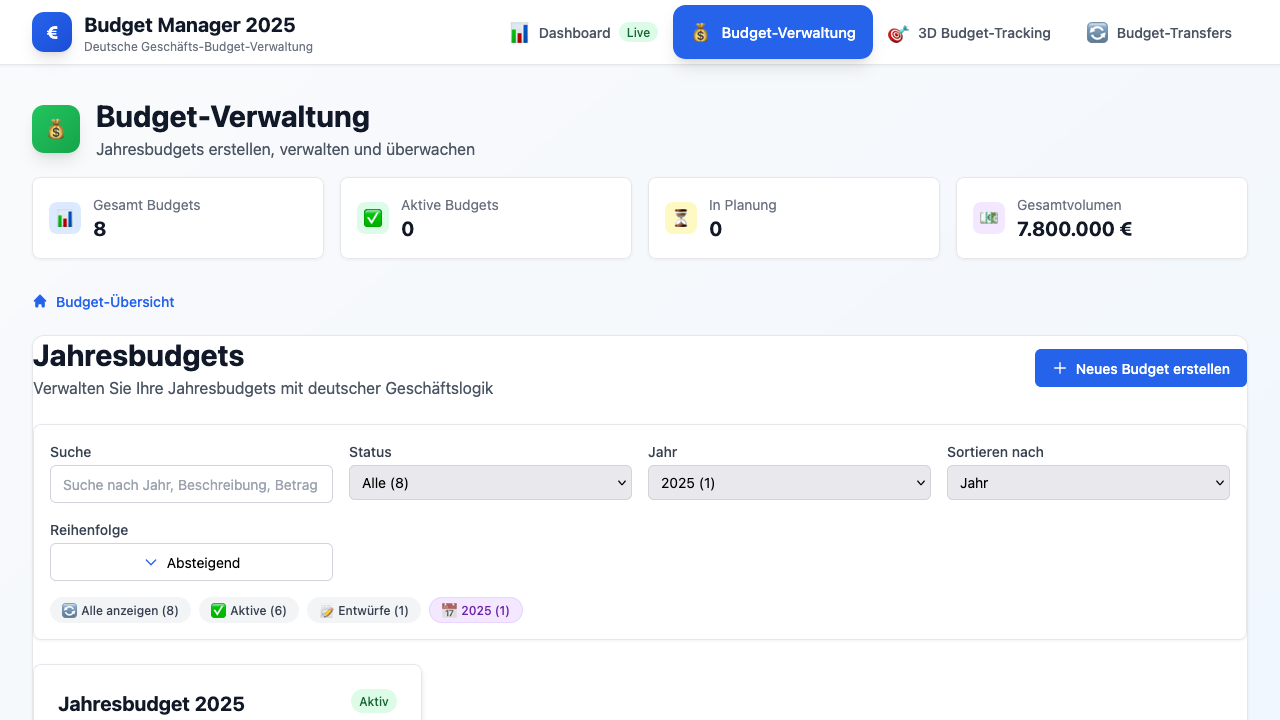 €
Budget Manager 2025
Deutsche Geschäfts-Budget-Verwaltung
Dashboard Live
Budget-Verwaltung
3D Budget-Tracking
Budget-Transfers
Budget-Verwaltung
Jahresbudgets erstellen, verwalten und überwachen
Gesamt Budgets
8
Aktive Budgets
0
In Planung
0
Gesamtvolumen
7.800.000 €
Budget-Übersicht
Jahresbudgets
Verwalten Sie Ihre Jahresbudgets mit deutscher Geschäftslogik
Neues Budget erstellen
Suche
Suche nach Jahr, Beschreibung, Betrag
Status
Alle (8)
Jahr
2025 (1)
Sortieren nach
Jahr
Reihenfolge
Absteigend
Alle anzeigen (8)
Aktive (6)
Entwürfe (1)
2025 (1)
Jahresbudget 2025
Aktiv